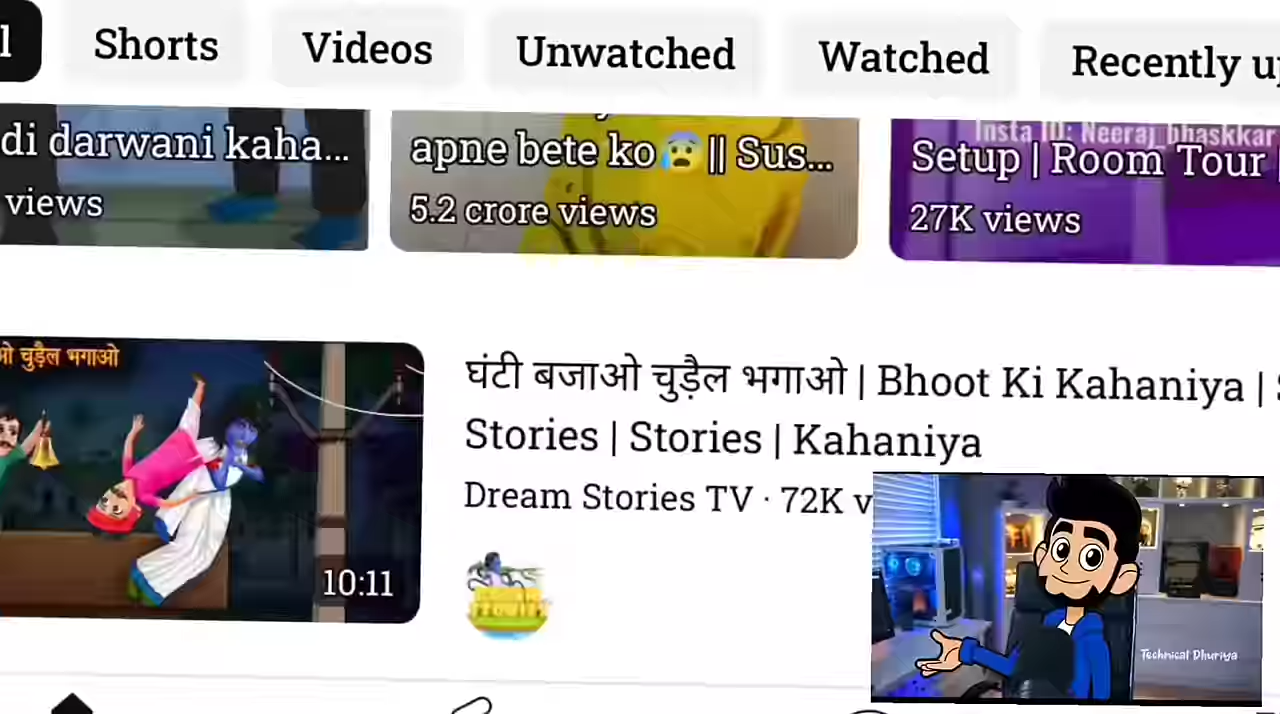 Shorts
Videos
Unwatched
Watched
Recently
di darwani kaha...
views
apne bete ko😰 || Sus...
5.2 crore views
Insta ID: Neeraj_bhaskkar
Setup | Room Tour |
27K views
चुड़ैल भगाओ
10:11
घंटी बजाओ चुड़ैल भगाओ | Bhoot Ki Kahaniya |
Stories | Stories | Kahaniya
Dream Stories TV · 72K
STORIES
Technical Dhuriya